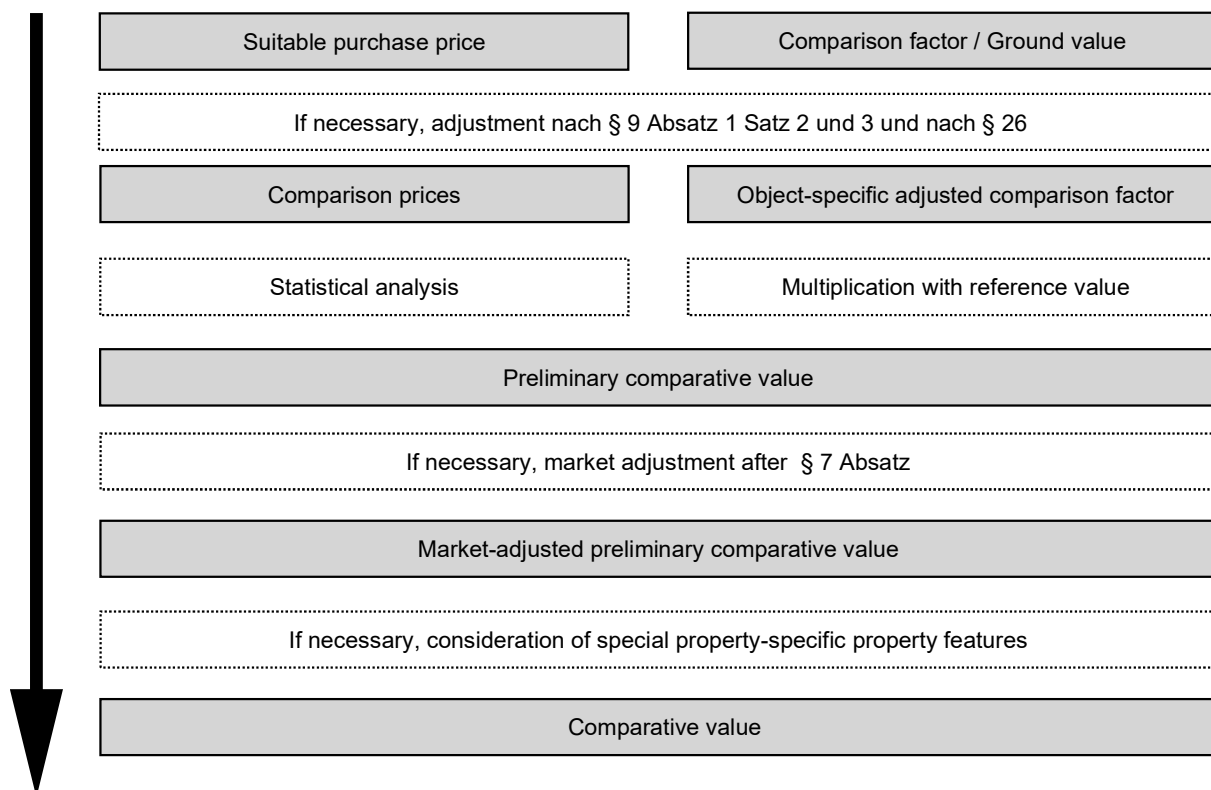 Suitable purchase price
Comparison factor / Ground value
If necessary, adjustment nach § 9 Absatz 1 Satz 2 und 3 und nach § 26
Comparison prices
Object-specific adjusted comparison factor
Statistical analysis
Multiplication with reference value
Preliminary comparative value
If necessary, market adjustment after § 7 Absatz
Market-adjusted preliminary comparative value
If necessary, consideration of special property-specific property features
Comparative value